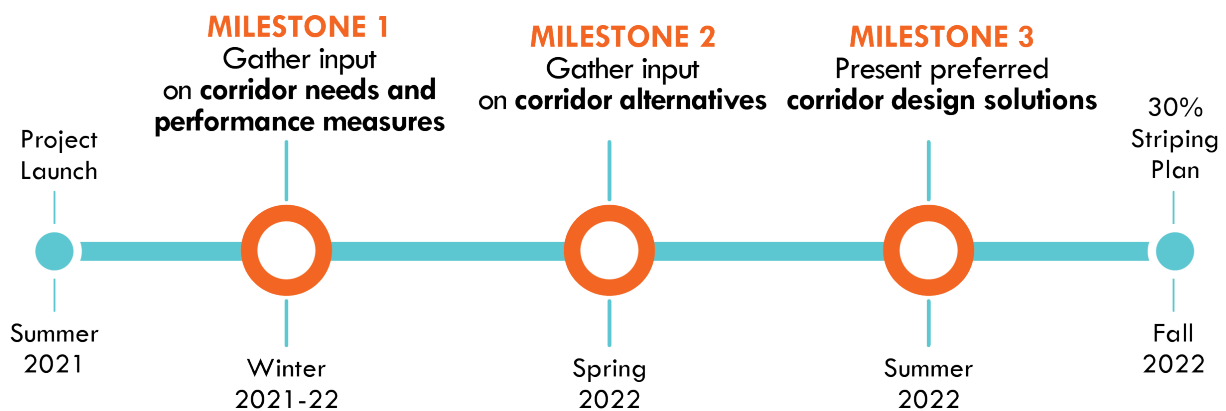 Project
Launch
Summer
2021
MILESTONE 1
Gather input
on corridor needs and
performance measures
Winter
2021-22
MILESTONE 2
Gather input
on corridor alternatives
Spring
2022
MILESTONE 3
Present preferred
corridor design solutions
Summer
2022
30%
Striping
Plan
Fall
2022